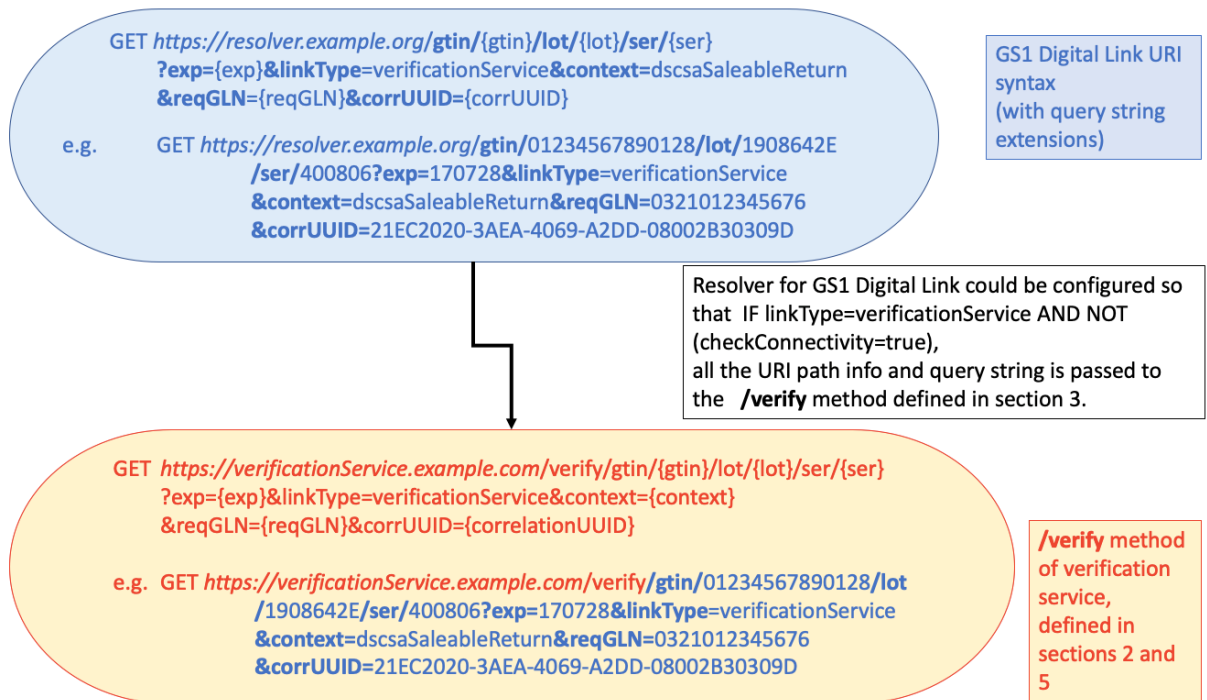 GET https://resolver.example.org/gtin/{gtin}/lot/{lot}/ser/{ser}
?exp={exp}&linkType=verificationService&context=dscsaSaleableReturn
&reqGLN={reqGLN}&corrUUID={corrUUID}
e.g. GET https://resolver.example.org/gtin/01234567890128/lot/1908642E
/ser/400806?exp=170728&linkType=verificationService
&context=dscsaSaleableReturn&reqGLN=0321012345676
&corrUUID=21EC2020-3AEA-4069-A2DD-08002B30309D
GS1 Digital Link URI
syntax
(with query string
extensions)
Resolver for GS1 Digital Link could be configured so
that IF linkType=verificationService AND NOT
(checkConnectivity=true),
all the URI path info and query string is passed to
the /verify method defined in section 3.
GET https://verificationService.example.com/verify/gtin/{gtin}/lot/{lot}/ser/{ser}
?exp={exp}&linkType=verificationService&context={context}
&reqGLN={reqGLN}&corrUUID={correlationUUID}
e.g. GET https://verificationService.example.com/verify/gtin/01234567890128/lot
/1908642E/ser/400806?exp=170728&linkType=verificationService
&context=dscsaSaleableReturn&reqGLN=0321012345676
&corrUUID=21EC2020-3AEA-4069-A2DD-08002B30309D
/verify method
of verification
service,
defined in
sections 2 and
5